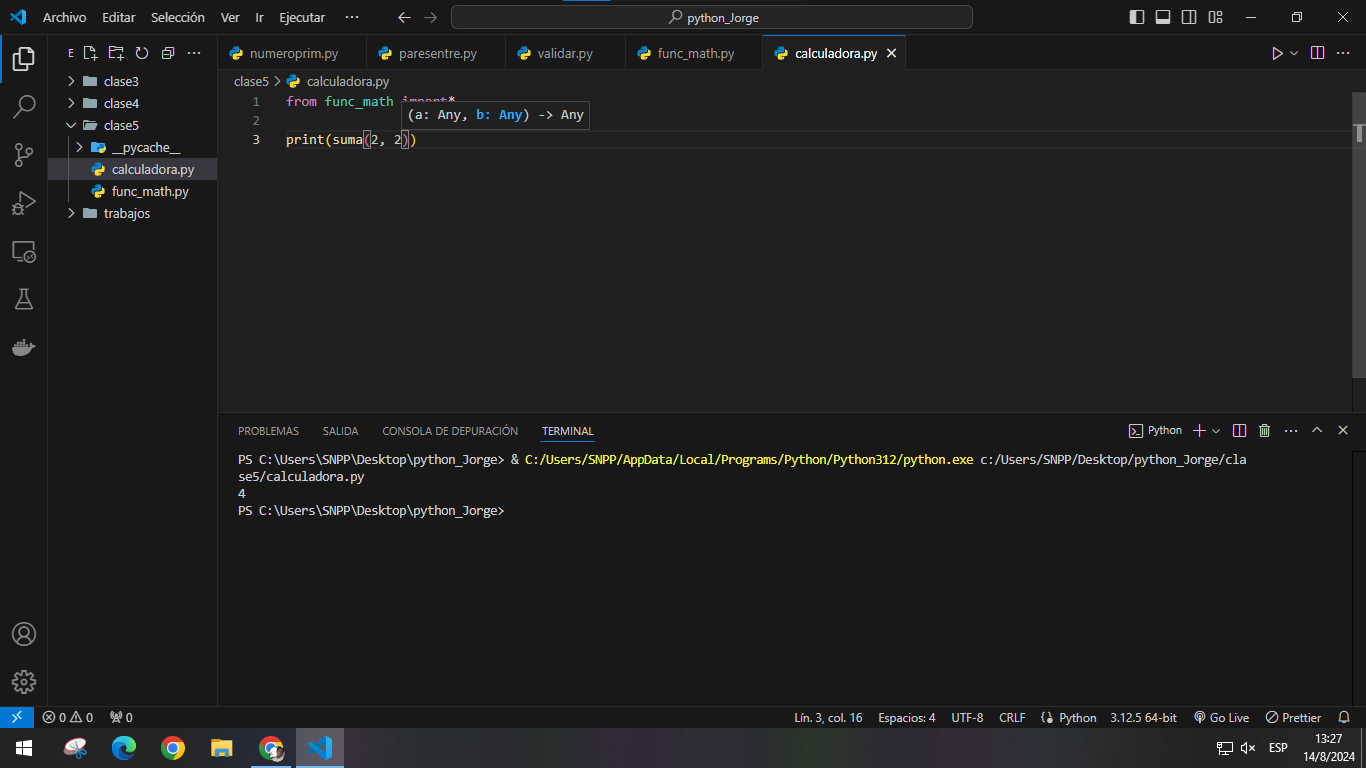 Archivo Editar Selección Ver Ir Ejecutar ··· python_Jorge
E ···
numeroprim.py paresentre.py validar.py func_math.py calculadora.py
clase5 > calculadora.py
clase3
clase4
clase5
__pycache__
calculadora.py
func_math.py
trabajos
1 from func_math import*
(a: Any, b: Any) -> Any
2
3 print(suma(2, 2))
PROBLEMAS SALIDA CONSOLA DE DEPURACIÓN TERMINAL Python
PS C:\Users\SNPP\Desktop\python_Jorge> & C:/Users/SNPP/AppData/Local/Programs/Python/Python312/python.exe c:/Users/SNPP/Desktop/python_Jorge/cla
se5/calculadora.py
4
PS C:\Users\SNPP\Desktop\python_Jorge>
0 0 0 Lín. 3, col. 16 Espacios: 4 UTF-8 CRLF Python 3.12.5 64-bit Go Live Prettier
ESP 13:27
14/8/2024